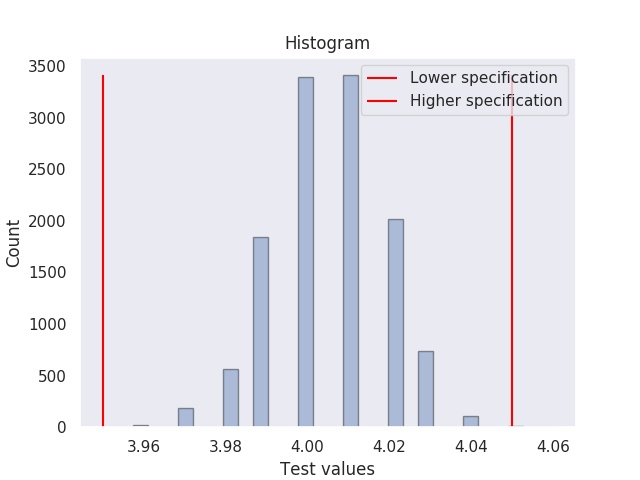 Histogram
Lower specification
Higher specification
3500
3000
2500
2000
1500
1000
500
0
Count
3.96 3.98 4.00 4.02 4.04 4.06
Test values